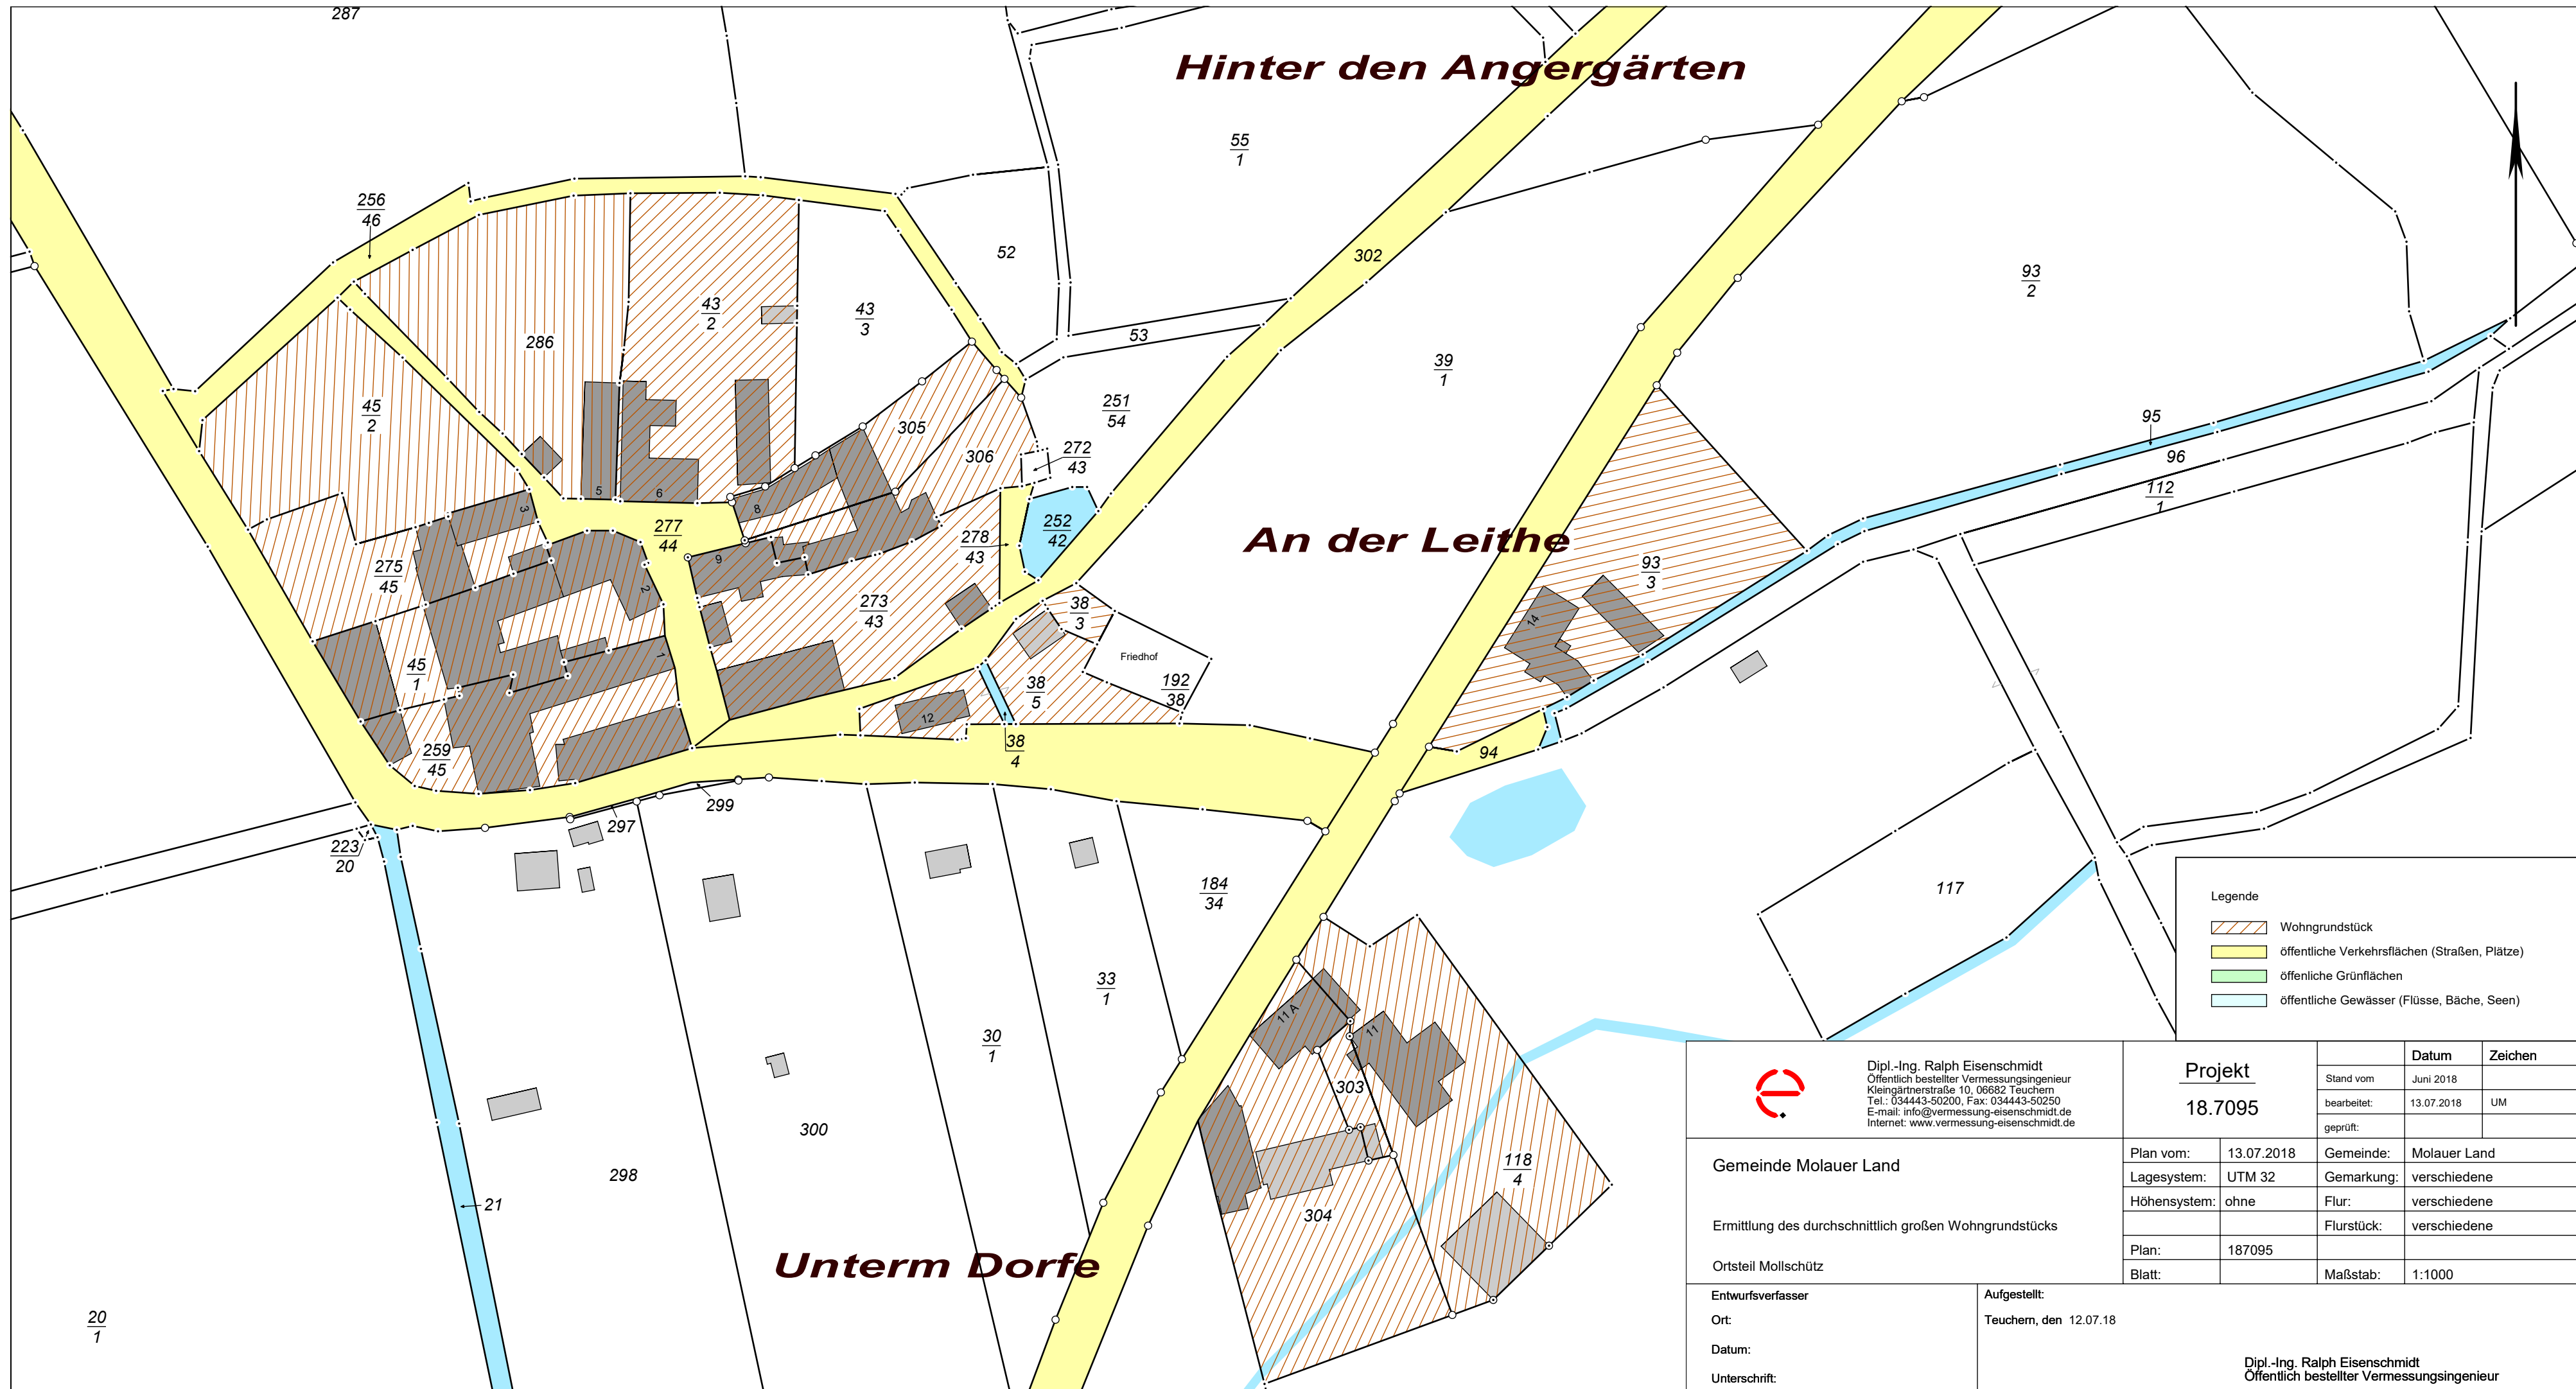 287
Hinter den Angergärten
55
1
256
46
52
302
93
2
43
2
43
3
286
53
39
1
45
2
305
251
54
95
306
272
43
96
5
6
112
1
3
8
277
44
252
42
278
43
An der Leithe
9
275
45
93
3
2
273
43
38
3
14
1
Friedhof
45
1
38
5
192
38
12
259
45
38
4
94
299
297
223
20
184
34
117
Legende
Wohngrundstück
öffentliche Verkehrsflächen (Straßen, Plätze)
öffenliche Grünflächen
öffentliche Gewässer (Flüsse, Bäche, Seen)
33
1
11 A
11
30
1
303
300
298
21
118
4
304
Unterm Dorfe
20
1
Dipl.-Ing. Ralph Eisenschmidt
Öffentlich bestellter Vermessungsingenieur
Kleingärtnerstraße 10, 06682 Teuchern
Tel.: 034443-50200, Fax: 034443-50250
E-mail: info@vermessung-eisenschmidt.de
Internet: www.vermessung-eisenschmidt.de
Projekt
18.7095
Datum Zeichen
Stand vom Juni 2018
bearbeitet: 13.07.2018 UM
geprüft:
Gemeinde Molauer Land
Ermittlung des durchschnittlich großen Wohngrundstücks
Ortsteil Mollschütz
Plan vom: 13.07.2018 Gemeinde: Molauer Land
Lagesystem: UTM 32 Gemarkung: verschiedene
Höhensystem: ohne Flur: verschiedene
Flurstück: verschiedene
Plan: 187095
Blatt: Maßstab: 1:1000
Entwurfsverfasser
Ort:
Datum:
Unterschrift:
Aufgestellt:
Teuchern, den 12.07.18
Dipl.-Ing. Ralph Eisenschmidt
Öffentlich bestellter Vermessungsingenieur